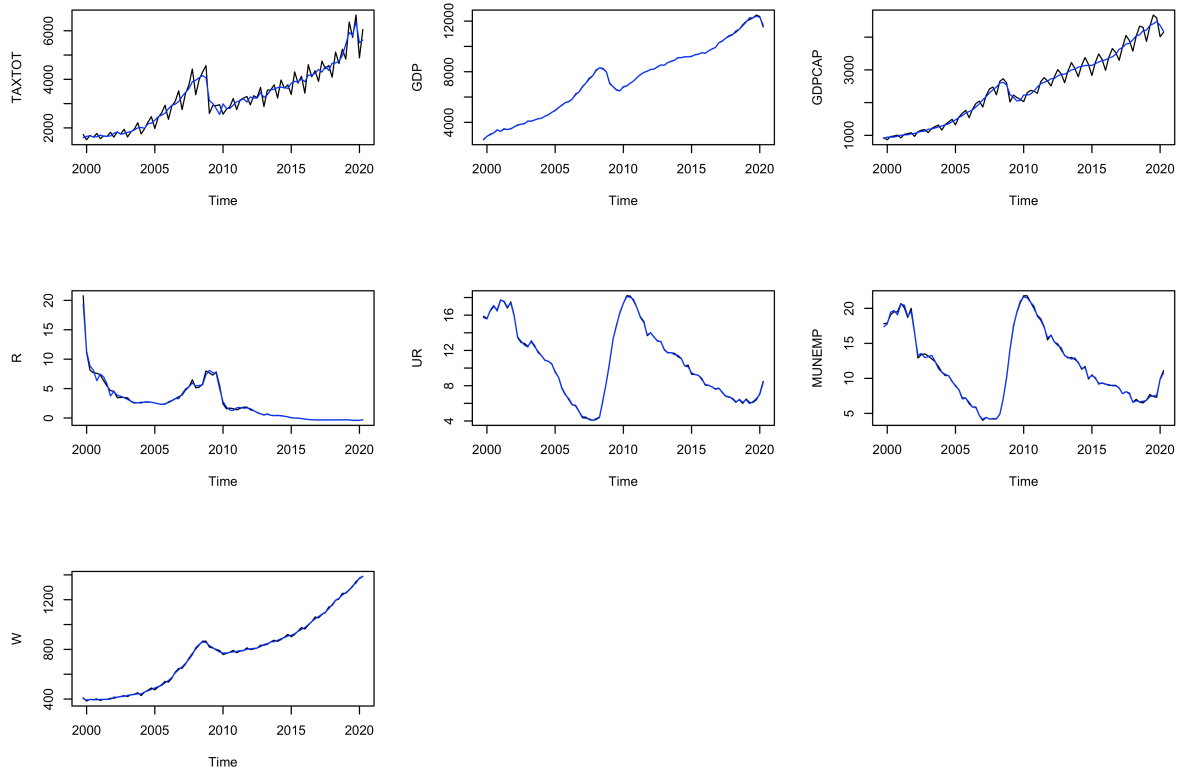 TAXTOT
2000 4000 6000
2000 2005 2010 2015 2020
Time
GDP
4000 8000 12000
2000 2005 2010 2015 2020
Time
GDPCAP
1000 3000
2000 2005 2010 2015 2020
Time
R
0 5 10 15 20
2000 2005 2010 2015 2020
Time
UR
4 8 12 16
2000 2005 2010 2015 2020
Time
MUNEMP
5 10 15 20
2000 2005 2010 2015 2020
Time
W
400 800 1200
2000 2005 2010 2015 2020
Time